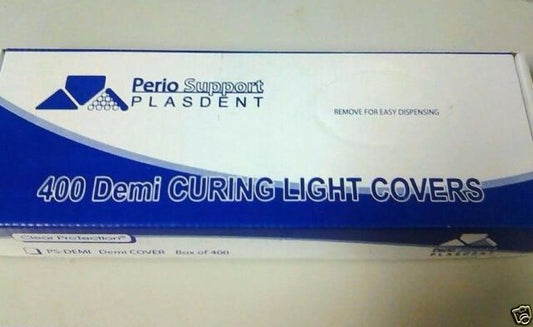 Perio Support
PLASDENT
REMOVE FOR EASY DISPENSING
400 Demi CURING LIGHT COVERS
Clear Protection
PS-DEMI Demi COVER Box of 400
Perio Support
PLASDENT